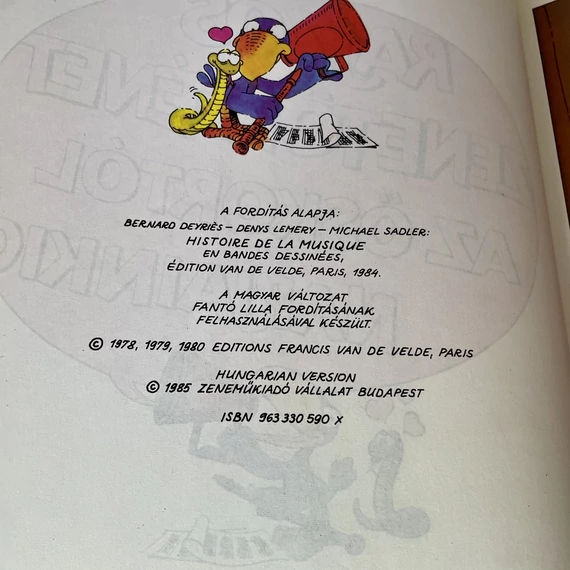 A FORDÍTÁS ALAPJA:
BERNARD DEYRIÈS – DENYS LEMERY – MICHAEL SADLER:
HISTOIRE DE LA MUSIQUE
EN BANDES DESSINÉES,
ÉDITION VAN DE VELDE, PARIS, 1984.
A MAGYAR VÁLTOZAT
FANTÓ LILLA FORDÍTÁSÁNAK
FELHASZNÁLÁSÁVAL KÉSZÜLT.
© 1978, 1979, 1980 EDITIONS FRANCIS VAN DE VELDE, PARIS
HUNGARIAN VERSION
© 1985 ZENEMŰKIADÓ VÁLLALAT BUDAPEST
ISBN 963 330 590 X